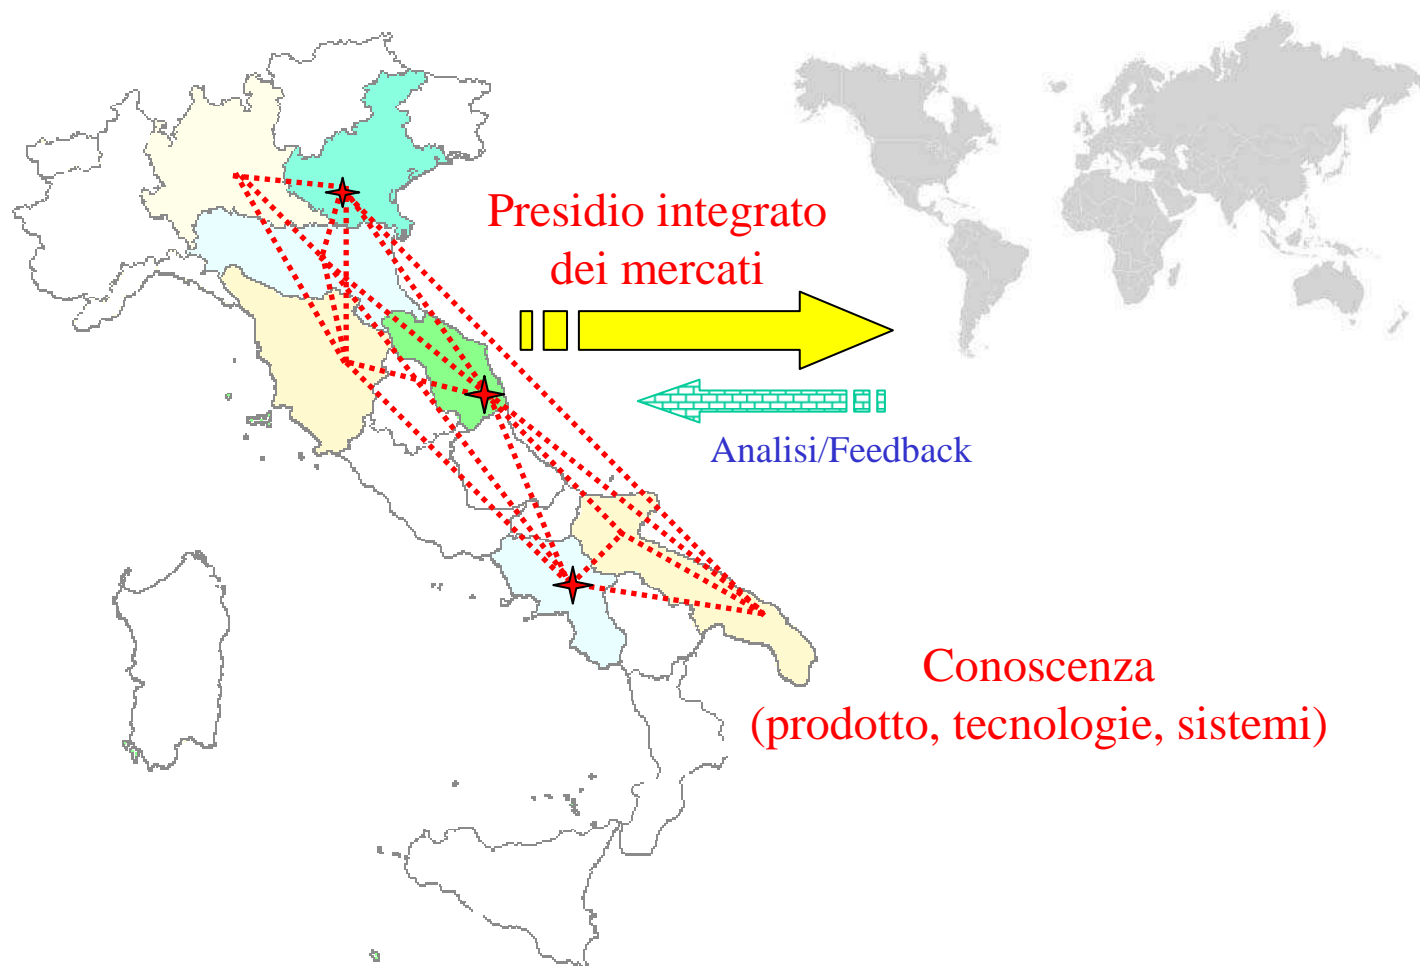 Presidio integrato
dei mercati
Analisi/Feedback
Conoscenza
(prodotto, tecnologie, sistemi)